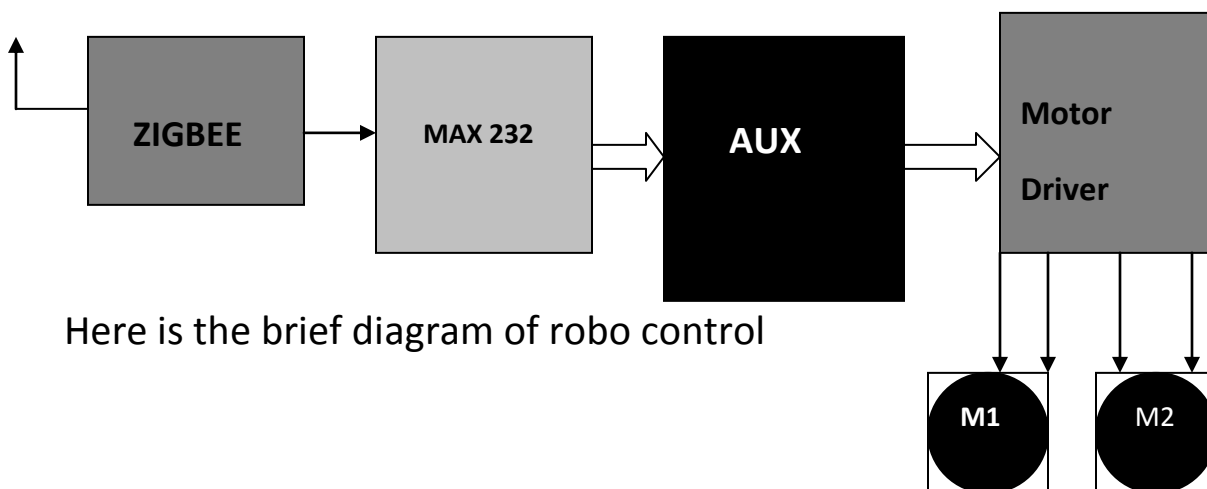 ZIGBEE
MAX 232
AUX
Motor
Driver
Here is the brief diagram of robo control
M1
M2